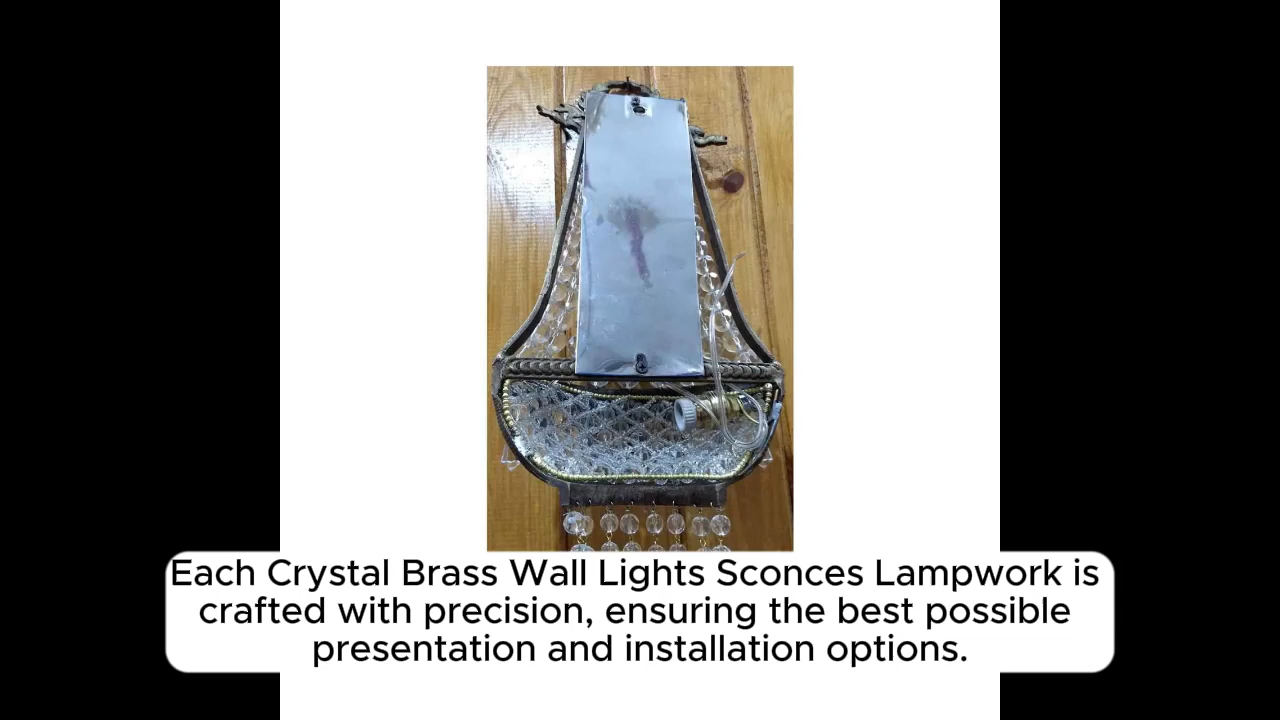 Each Crystal Brass Wall Lights Sconces Lampwork is
crafted with precision, ensuring the best possible
presentation and installation options.